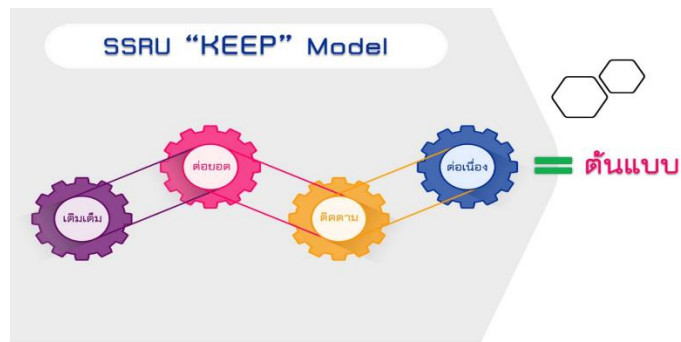 SSRU “KEEP” Model
เติมเต็ม
ต่อยอด
ติดตาม
ต่อเนื่อง
= ต้นแบบ